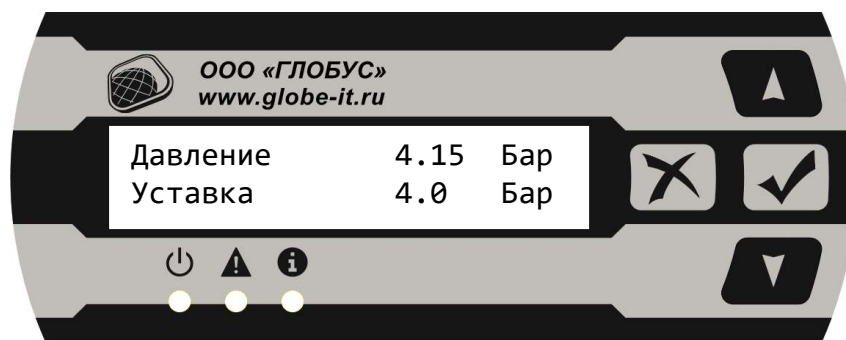 ООО «ГЛОБУС»
www.globe-it.ru
Давление 4.15 Бар
Уставка 4.0 Бар